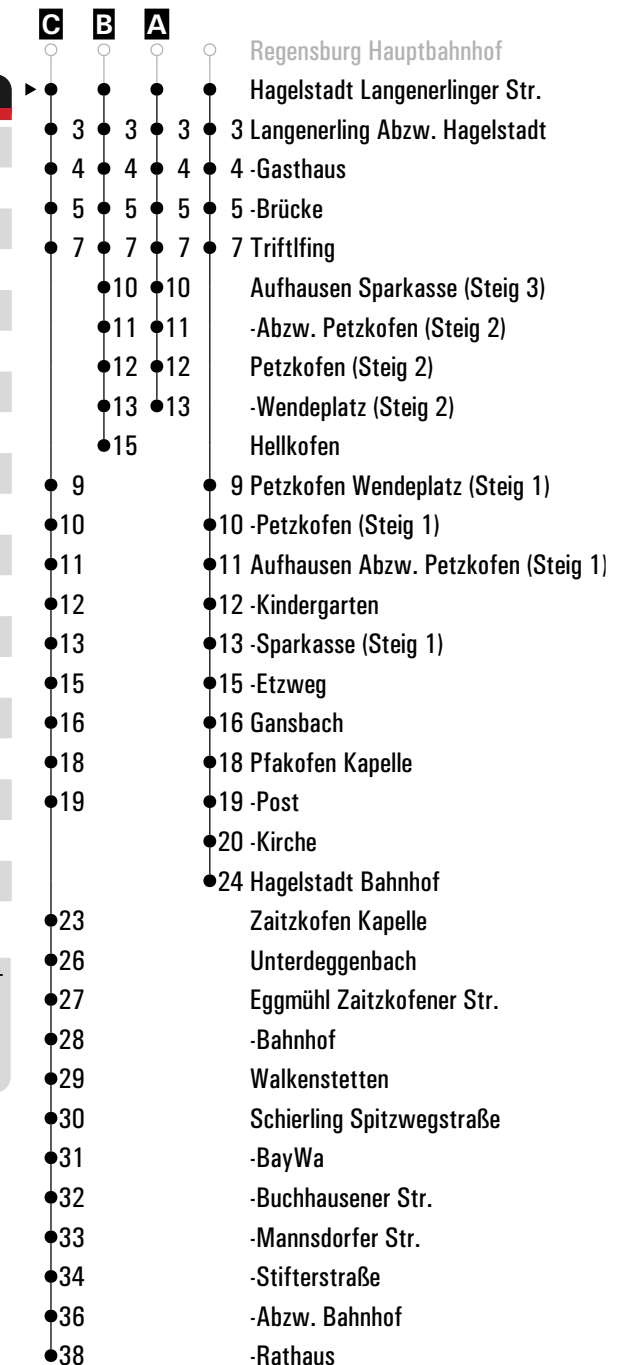 C B A
Regensburg Hauptbahnhof
Hagelstadt Langenerlinger Str.
3 3 3 3 Langenerling Abzw. Hagelstadt
4 4 4 4 -Gasthaus
5 5 5 5 -Brücke
7 7 7 7 Triftlfing
10 10 Aufhausen Sparkasse (Steig 3)
11 11 -Abzw. Petzkofen (Steig 2)
12 12 Petzkofen (Steig 2)
13 13 -Wendeplatz (Steig 2)
15 Hellkofen
9 9 Petzkofen Wendeplatz (Steig 1)
10 10 -Petzkofen (Steig 1)
11 11 Aufhausen Abzw. Petzkofen (Steig 1)
12 12 -Kindergarten
13 13 -Sparkasse (Steig 1)
15 15 -Etzweg
16 16 Gansbach
18 18 Pfakofen Kapelle
19 19 -Post
20 -Kirche
24 Hagelstadt Bahnhof
23 Zaitzkofen Kapelle
26 Unterdeggenbach
27 Eggmühl Zaitzkofener Str.
28 -Bahnhof
29 Walkenstetten
30 Schierling Spitzwegstraße
31 -BayWa
32 -Buchhausener Str.
33 -Mannsdorfer Str.
34 -Stifterstraße
36 -Abzw. Bahnhof
38 -Rathaus